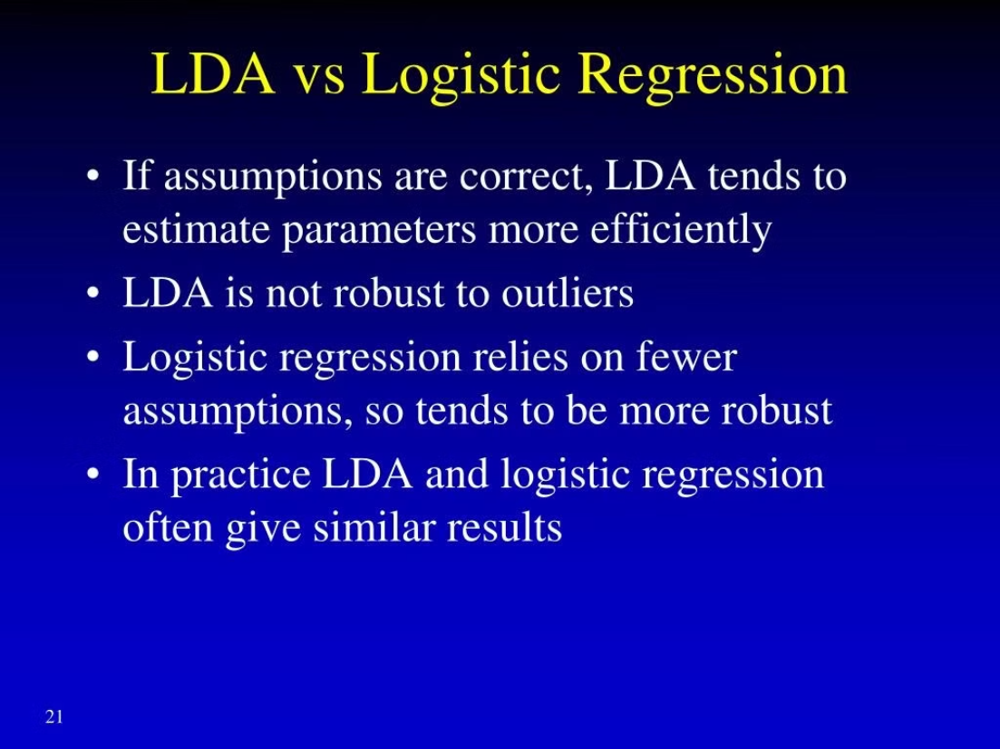 LDA vs Logistic Regression
• If assumptions are correct, LDA tends to
estimate parameters more efficiently
• LDA is not robust to outliers
• Logistic regression relies on fewer
assumptions, so tends to be more robust
• In practice LDA and logistic regression
often give similar results
21